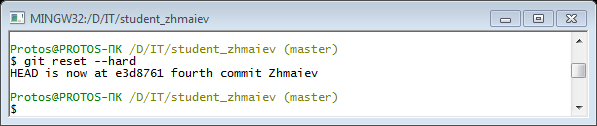 MINGW32:/D/IT/student_zhmaiev
Protos@PROTOS-ПК /D/IT/student_zhmaiev (master)
$ git reset --hard
HEAD is now at e3d8761 fourth commit Zhmaiev
Protos@PROTOS-ПК /D/IT/student_zhmaiev (master)
$